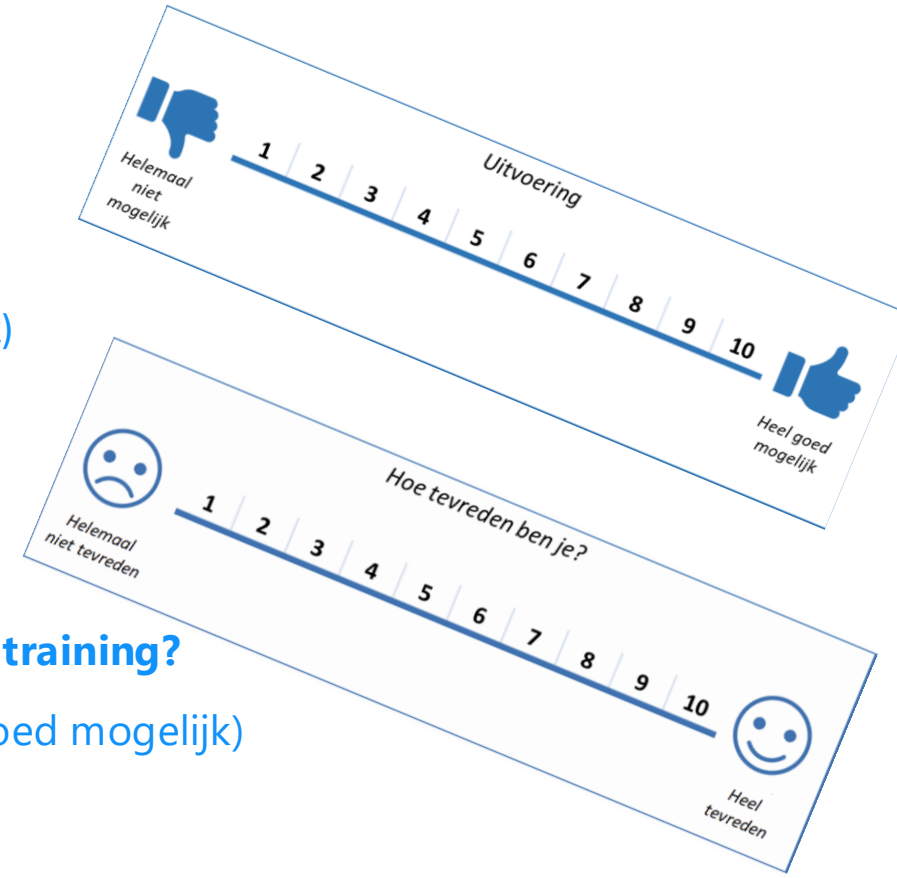 Uitvoering
1 2 3 4 5 6 7 8 9 10
Helemaal
niet
mogelijk
Heel goed
mogelijk
)
Hoe tevreden ben je?
1 2 3 4 5 6 7 8 9 10
Helemaal
niet tevreden
Heel
tevreden
training?
oed mogelijk)